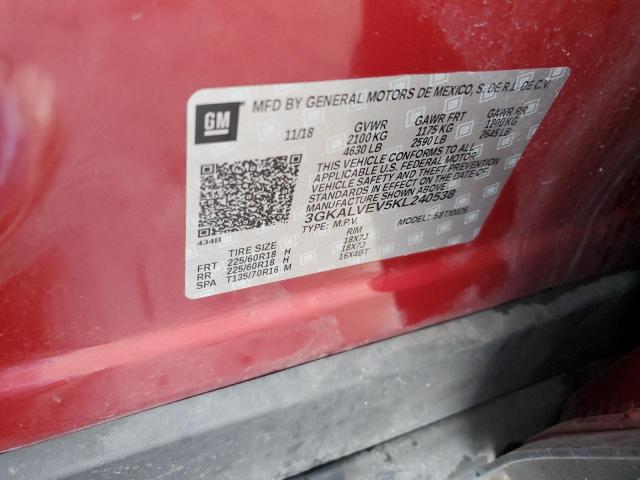 GM
MFD BY GENERAL MOTORS DE MEXICO, S. DE R.L. DE C.V.
11/18 GVWR GAWR FRT GAWR RR
2100 KG 1175 KG 1200 KG
4630 LB 2590 LB 2645 LB
THIS VEHICLE CONFORMS TO ALL
APPLICABLE U.S. FEDERAL MOTOR
VEHICLE SAFETY AND THEFT PREVENTION
STANDARDS IN EFFECT ON THE DATE OF
MANUFACTURE SHOWN ABOVE.
3GKALVEV5KL240538
TYPE: M.P.V. MODEL:
434B
TIRE SIZE RIM
FRT 225/60R18 H 18X7J
RR 225/60R18 H 18X7J
SPA T135/70R16 M 16X4BT